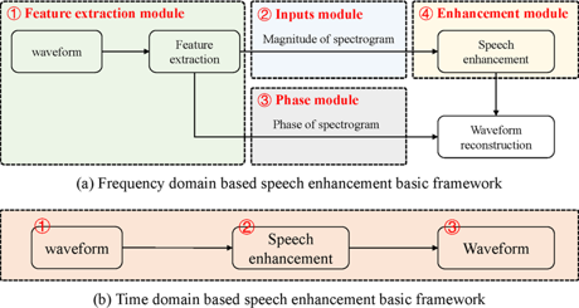 ① Feature extraction module
② Inputs module
④ Enhancement module
waveform
Feature
extraction
Magnitude of spectrogram
Speech
enhancement
③ Phase module
Phase of spectrogram
Waveform
reconstruction
(a) Frequency domain based speech enhancement basic framework
①
waveform
②
Speech
enhancement
③
Waveform
(b) Time domain based speech enhancement basic framework